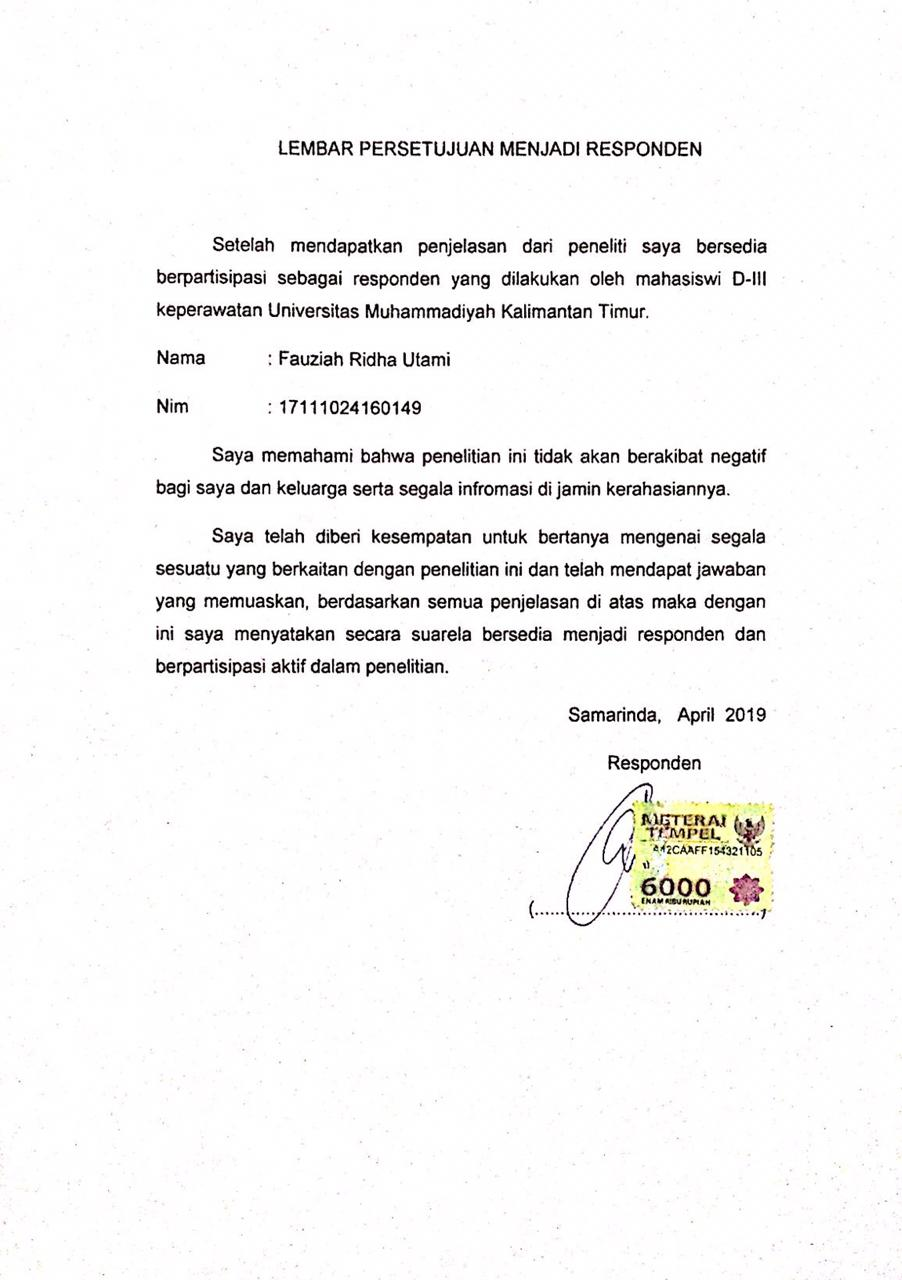 LEMBAR PERSETUJUAN MENJADI RESPONDEN
Setelah mendapatkan penjelasan dari peneliti saya bersedia
berpartisipasi sebagai responden yang dilakukan oleh mahasiswi D-III
keperawatan Universitas Muhammadiyah Kalimantan Timur.
Nama : Fauziah Ridha Utami
Nim : 17111024160149
Saya memahami bahwa penelitian ini tidak akan berakibat negatif
bagi saya dan keluarga serta segala infromasi di jamin kerahasiannya.
Saya telah diberi kesempatan untuk bertanya mengenai segala
sesuatu yang berkaitan dengan penelitian ini dan telah mendapat jawaban
yang memuaskan, berdasarkan semua penjelasan di atas maka dengan
ini saya menyatakan secara suarela bersedia menjadi responden dan
berpartisipasi aktif dalam penelitian.
Samarinda, April 2019
Responden
METERAI
TEMPEL
6000
ENAM RIBU RUPIAH
(....................................................)